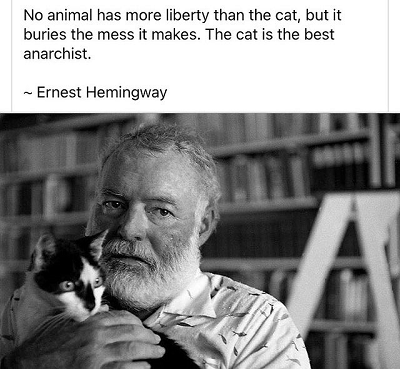 No animal has more liberty than the cat, but it
buries the mess it makes. The cat is the best
anarchist.
~ Ernest Hemingway